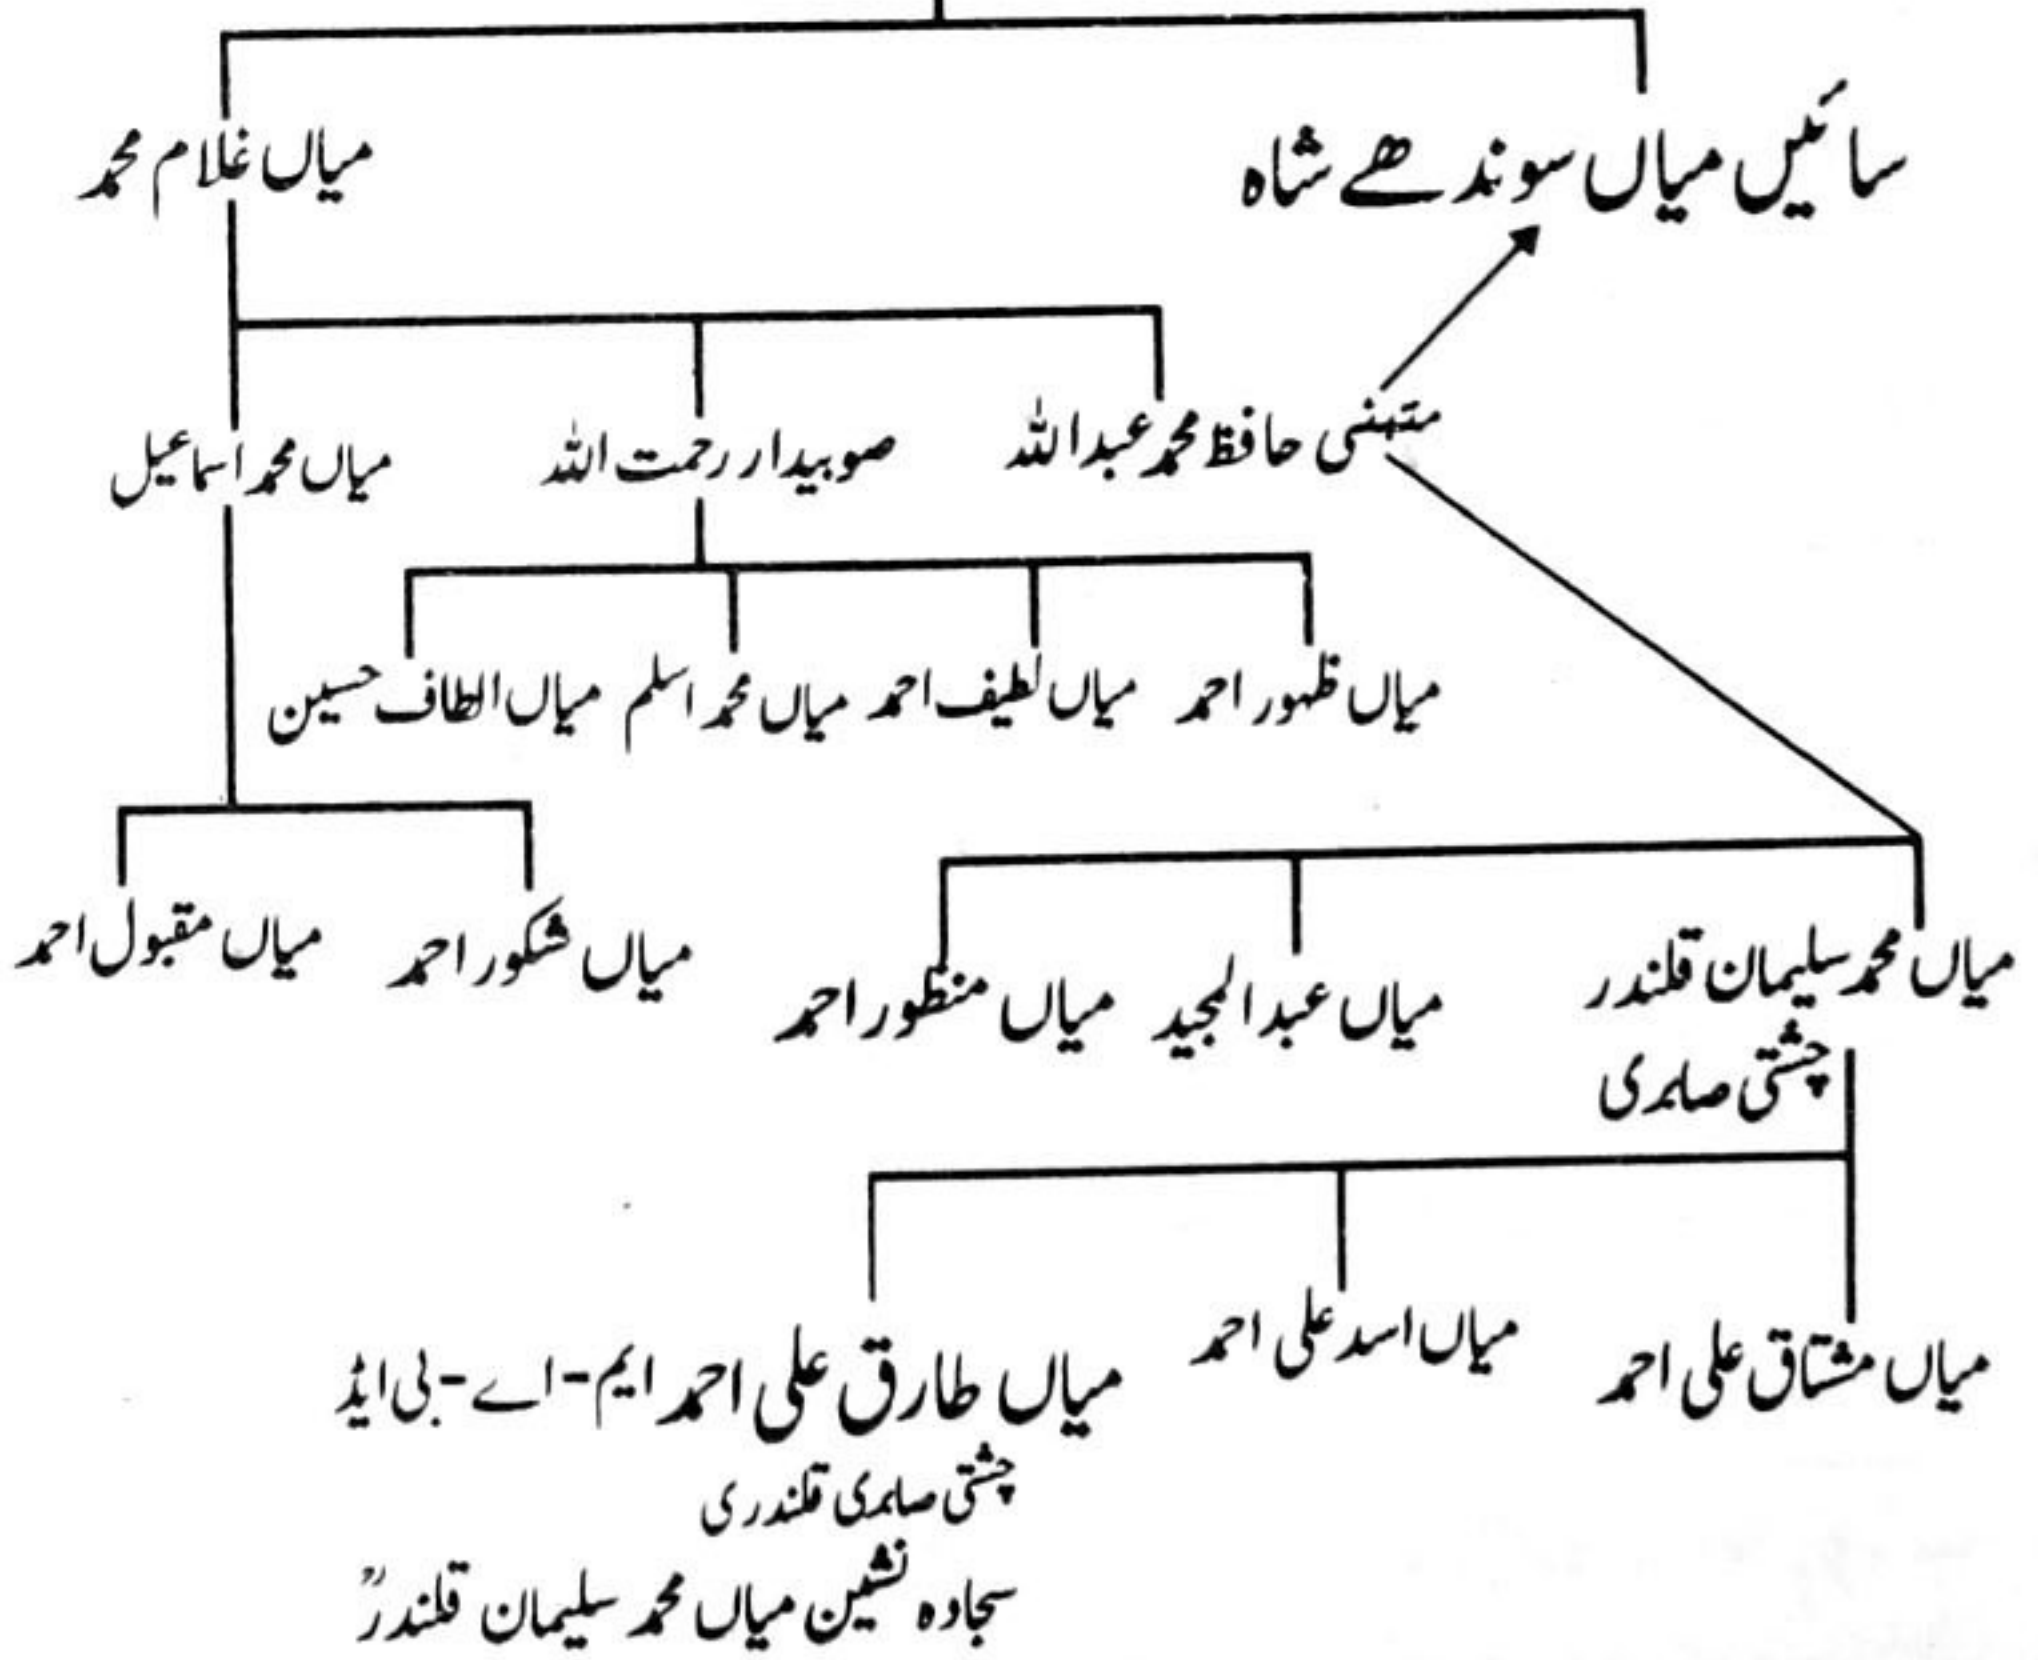 سائیں میاں سوندھے شاہ
میاں غلام محمد
متبنٰی حافظ محمد عبداللہ
صوبیدار رحمت اللہ
میاں محمد اسماعیل
میاں ظہور احمد
میاں لطیف احمد
میاں محمد اسلم
میاں الطاف حسین
میاں محمد سلیمان قلندر
چشتی صابری
میاں عبدالمجید
میاں منظور احمد
میاں شکور احمد
میاں مقبول احمد
میاں مشتاق علی احمد
میاں اسد علی احمد
میاں طارق علی احمد ایم-اے-بی ایڈ
چشتی صابری قلندری
سجادہ نشین میاں محمد سلیمان قلندرؒ